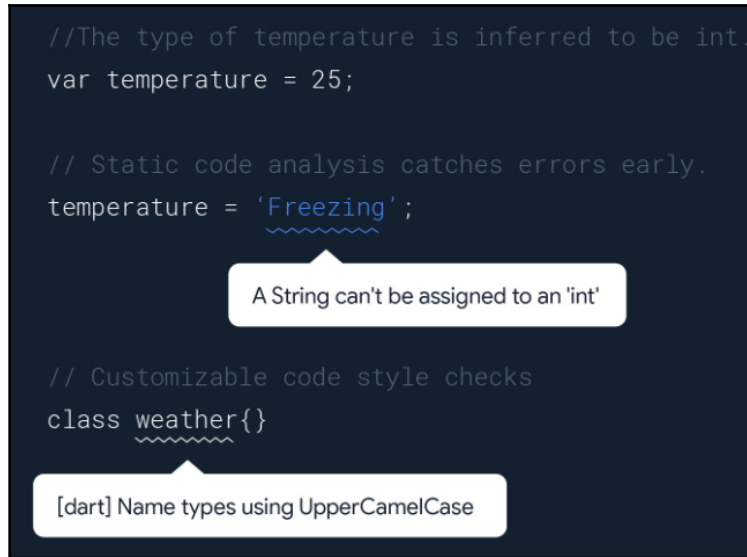 //The type of temperature is inferred to be int.
var temperature = 25;
// Static code analysis catches errors early.
temperature = ‘Freezing’;
A String can't be assigned to an 'int'
// Customizable code style checks
class weather{}
[dart] Name types using UpperCamelCase